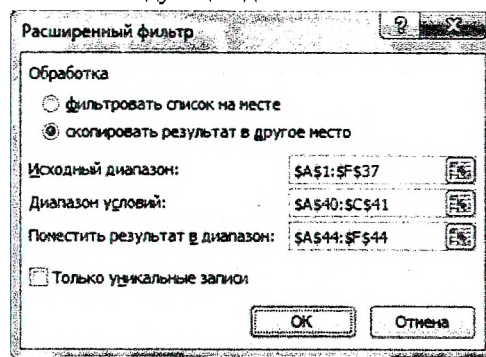 Расширенный фильтр
Обработка
фильтровать список на месте
скопировать результат в другое место
Исходный диапазон: $A$1:$F$37
Диапазон условий: $A$40:$C$41
Поместить результат в диапазон: $A$44:$F$44
Только уникальные записи
ОК Отмена